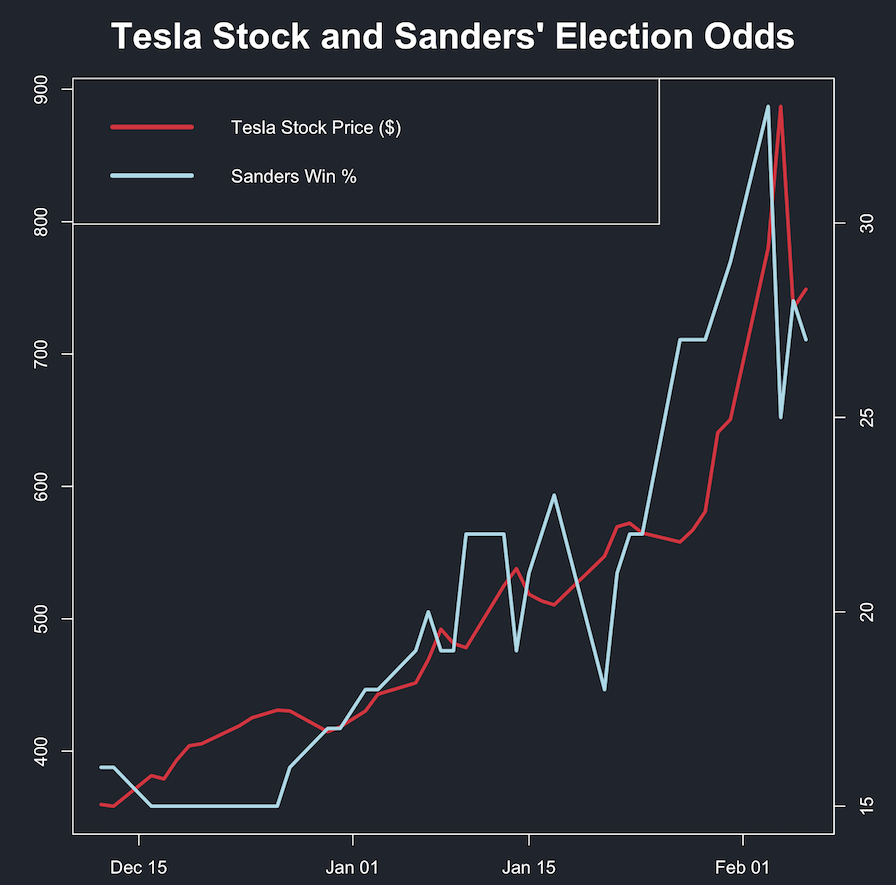 Tesla Stock and Sanders' Election Odds
Tesla Stock Price ($)
Sanders Win %
900
800
700
600
500
400
30
25
20
15
Dec 15
Jan 01
Jan 15
Feb 01